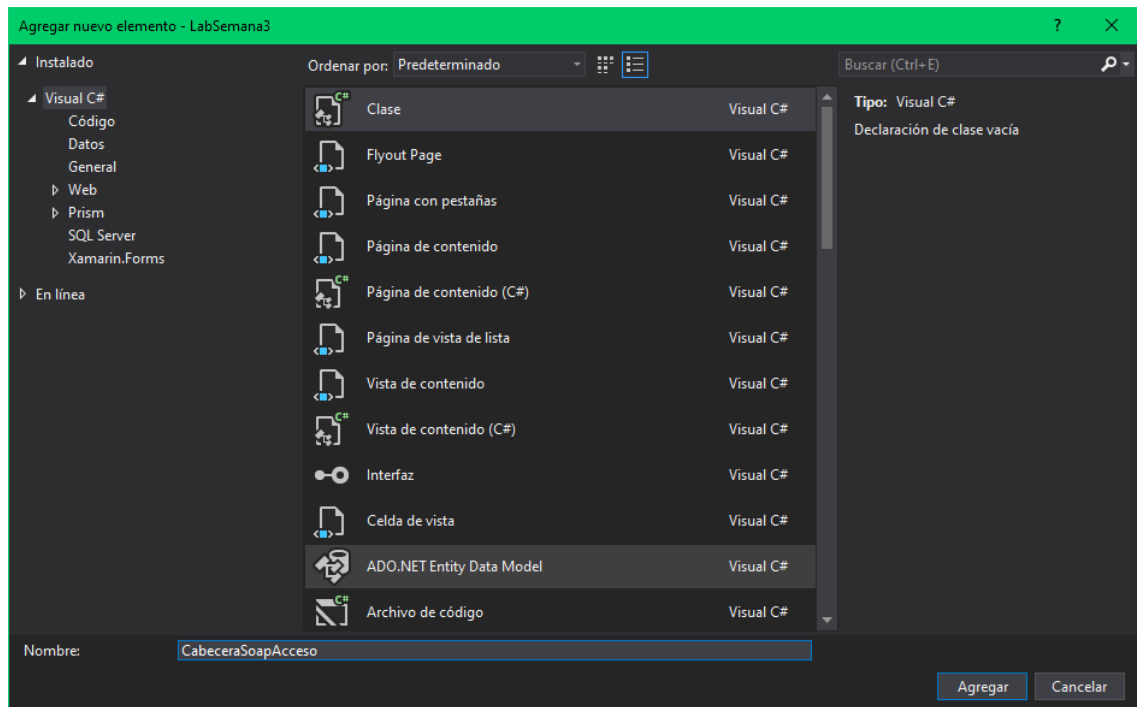 Agregar nuevo elemento - LabSemana3 ?
Instalado
Visual C#
Código
Datos
General
Web
Prism
SQL Server
Xamarin.Forms
En línea
Ordenar por: Predeterminado
C# Clase Visual C#
Flyout Page Visual C#
Página con pestañas Visual C#
Página de contenido Visual C#
C# Página de contenido (C#) Visual C#
Página de vista de lista Visual C#
Vista de contenido Visual C#
C# Vista de contenido (C#) Visual C#
Interfaz Visual C#
Celda de vista Visual C#
ADO.NET Entity Data Model Visual C#
C# Archivo de código Visual C#
Buscar (Ctrl+E)
Tipo: Visual C#
Declaración de clase vacía
Nombre: CabeceraSoapAcceso
Agregar Cancelar